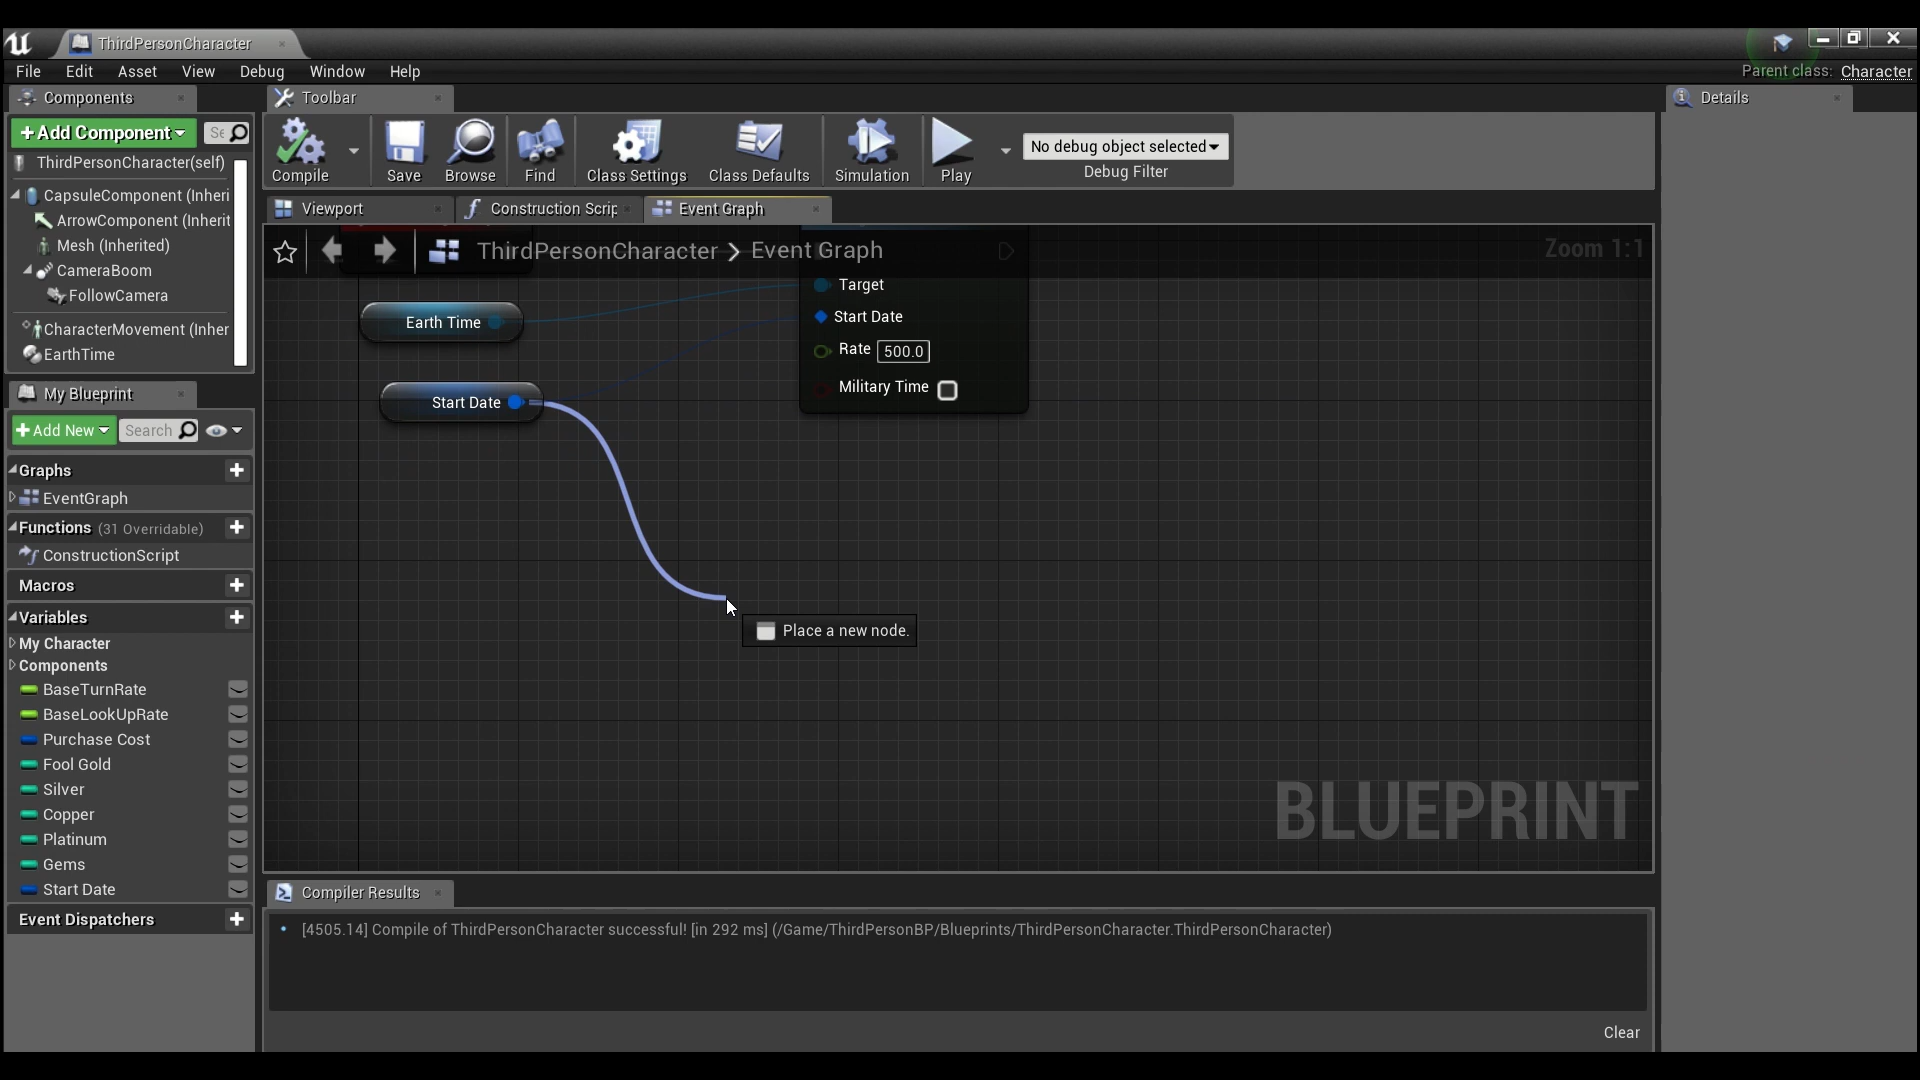 ThirdPersonCharacter
File Edit Asset View Debug Window Help
Parent class: Character
Components
Toolbar
Details
Add Component
Se
ThirdPersonCharacter(self)
CapsuleComponent (Inheri
ArrowComponent (Inherit
Mesh (Inherited)
CameraBoom
FollowCamera
CharacterMovement (Inher
EarthTime
Compile
Save
Browse
Find
Class Settings
Class Defaults
Simulation
Play
No debug object selected
Debug Filter
Viewport
Construction Scrip
Event Graph
ThirdPersonCharacter > Event Graph
Zoom 1:1
Target
Start Date
Rate 500.0
Military Time
Earth Time
Start Date
Place a new node.
BLUEPRINT
My Blueprint
Add New
Search
Graphs
EventGraph
Functions (31 Overridable)
ConstructionScript
Macros
Variables
My Character
Components
BaseTurnRate
BaseLookUpRate
Purchase Cost
Fool Gold
Silver
Copper
Platinum
Gems
Start Date
Event Dispatchers
Compiler Results
[4505.14] Compile of ThirdPersonCharacter successful! [in 292 ms] (/Game/ThirdPersonBP/Blueprints/ThirdPersonCharacter.ThirdPersonCharacter)
Clear